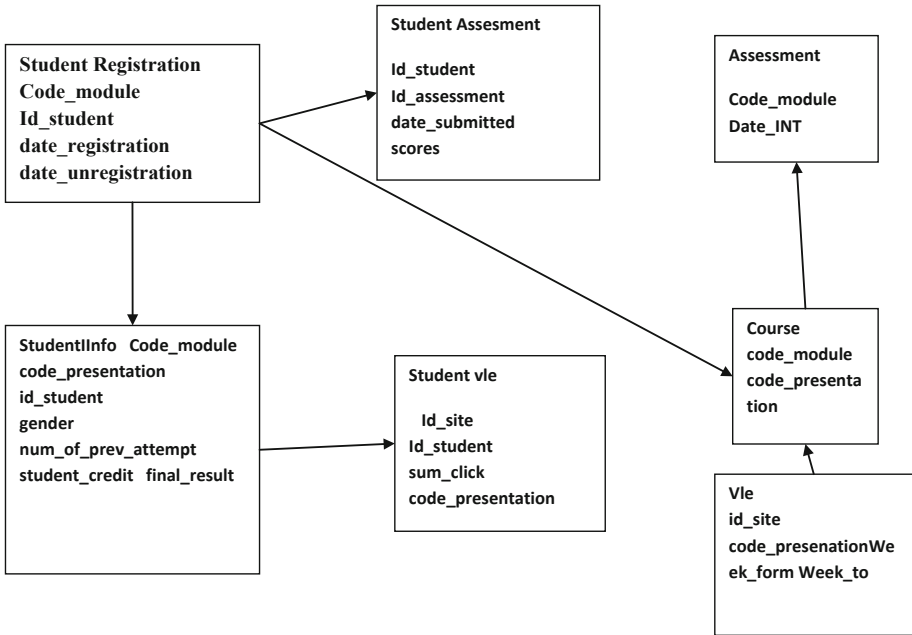 Student Registration
Code_module
Id_student
date_registration
date_unregistration
Student Assesment
Id_student
Id_assessment
date_submitted
scores
Assessment
Code_module
Date_INT
StudentIInfo Code_module
code_presentation
id_student
gender
num_of_prev_attempt
student_credit final_result
Student vle
Id_site
Id_student
sum_click
code_presentation
Course
code_module
code_presenta
tion
Vle
id_site
code_presenationWe
ek_form Week_to